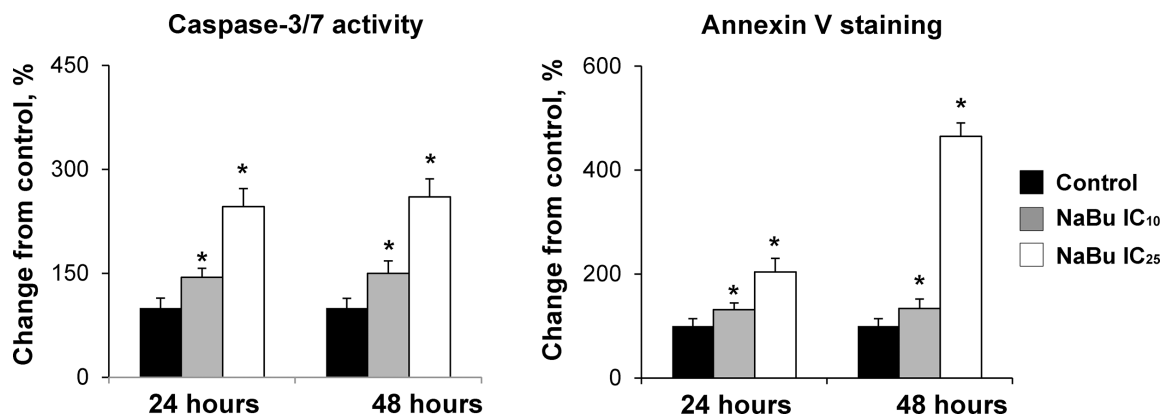 Caspase-3/7 activity
Change from control, %
450
300
150
0
*
*
*
*
24 hours
48 hours
Annexin V staining
Change from control, %
600
400
200
0
*
*
*
*
24 hours
48 hours
Control
NaBu IC10
NaBu IC25